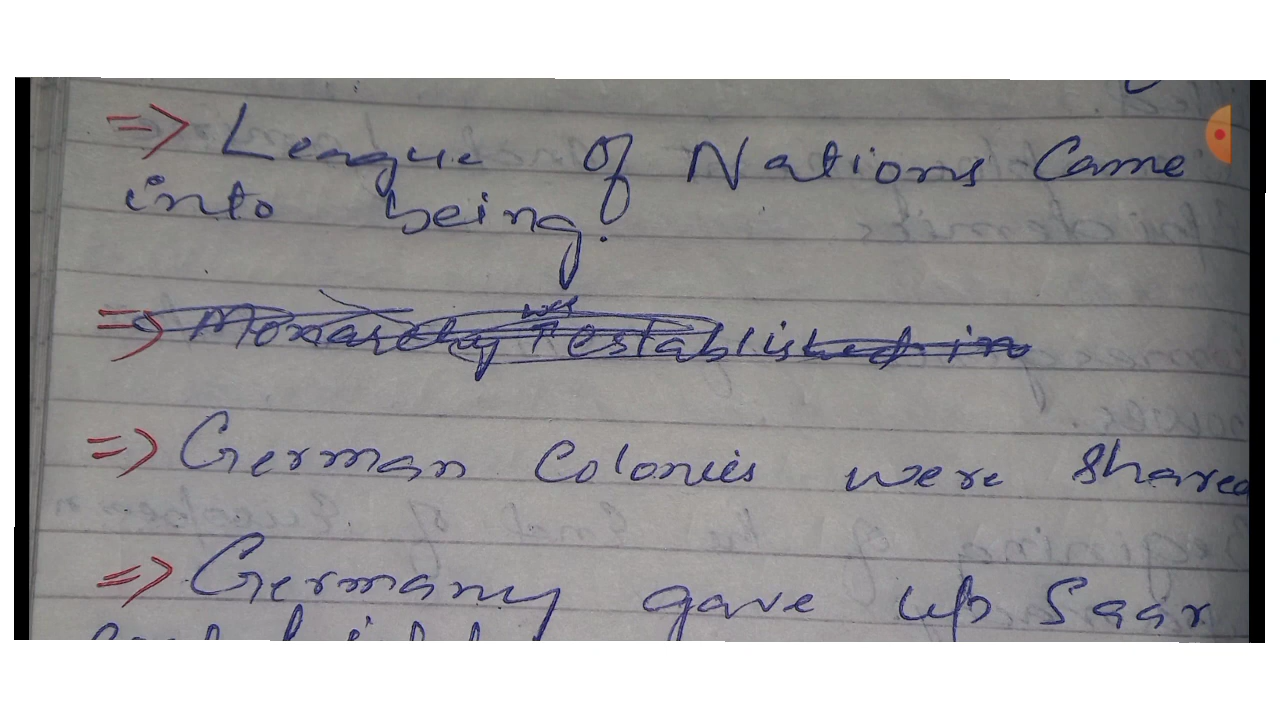 => League of Nations Came
into being.
=> Monarchy was established in
=> German Colonies were shared
=> Germany gave up Saar